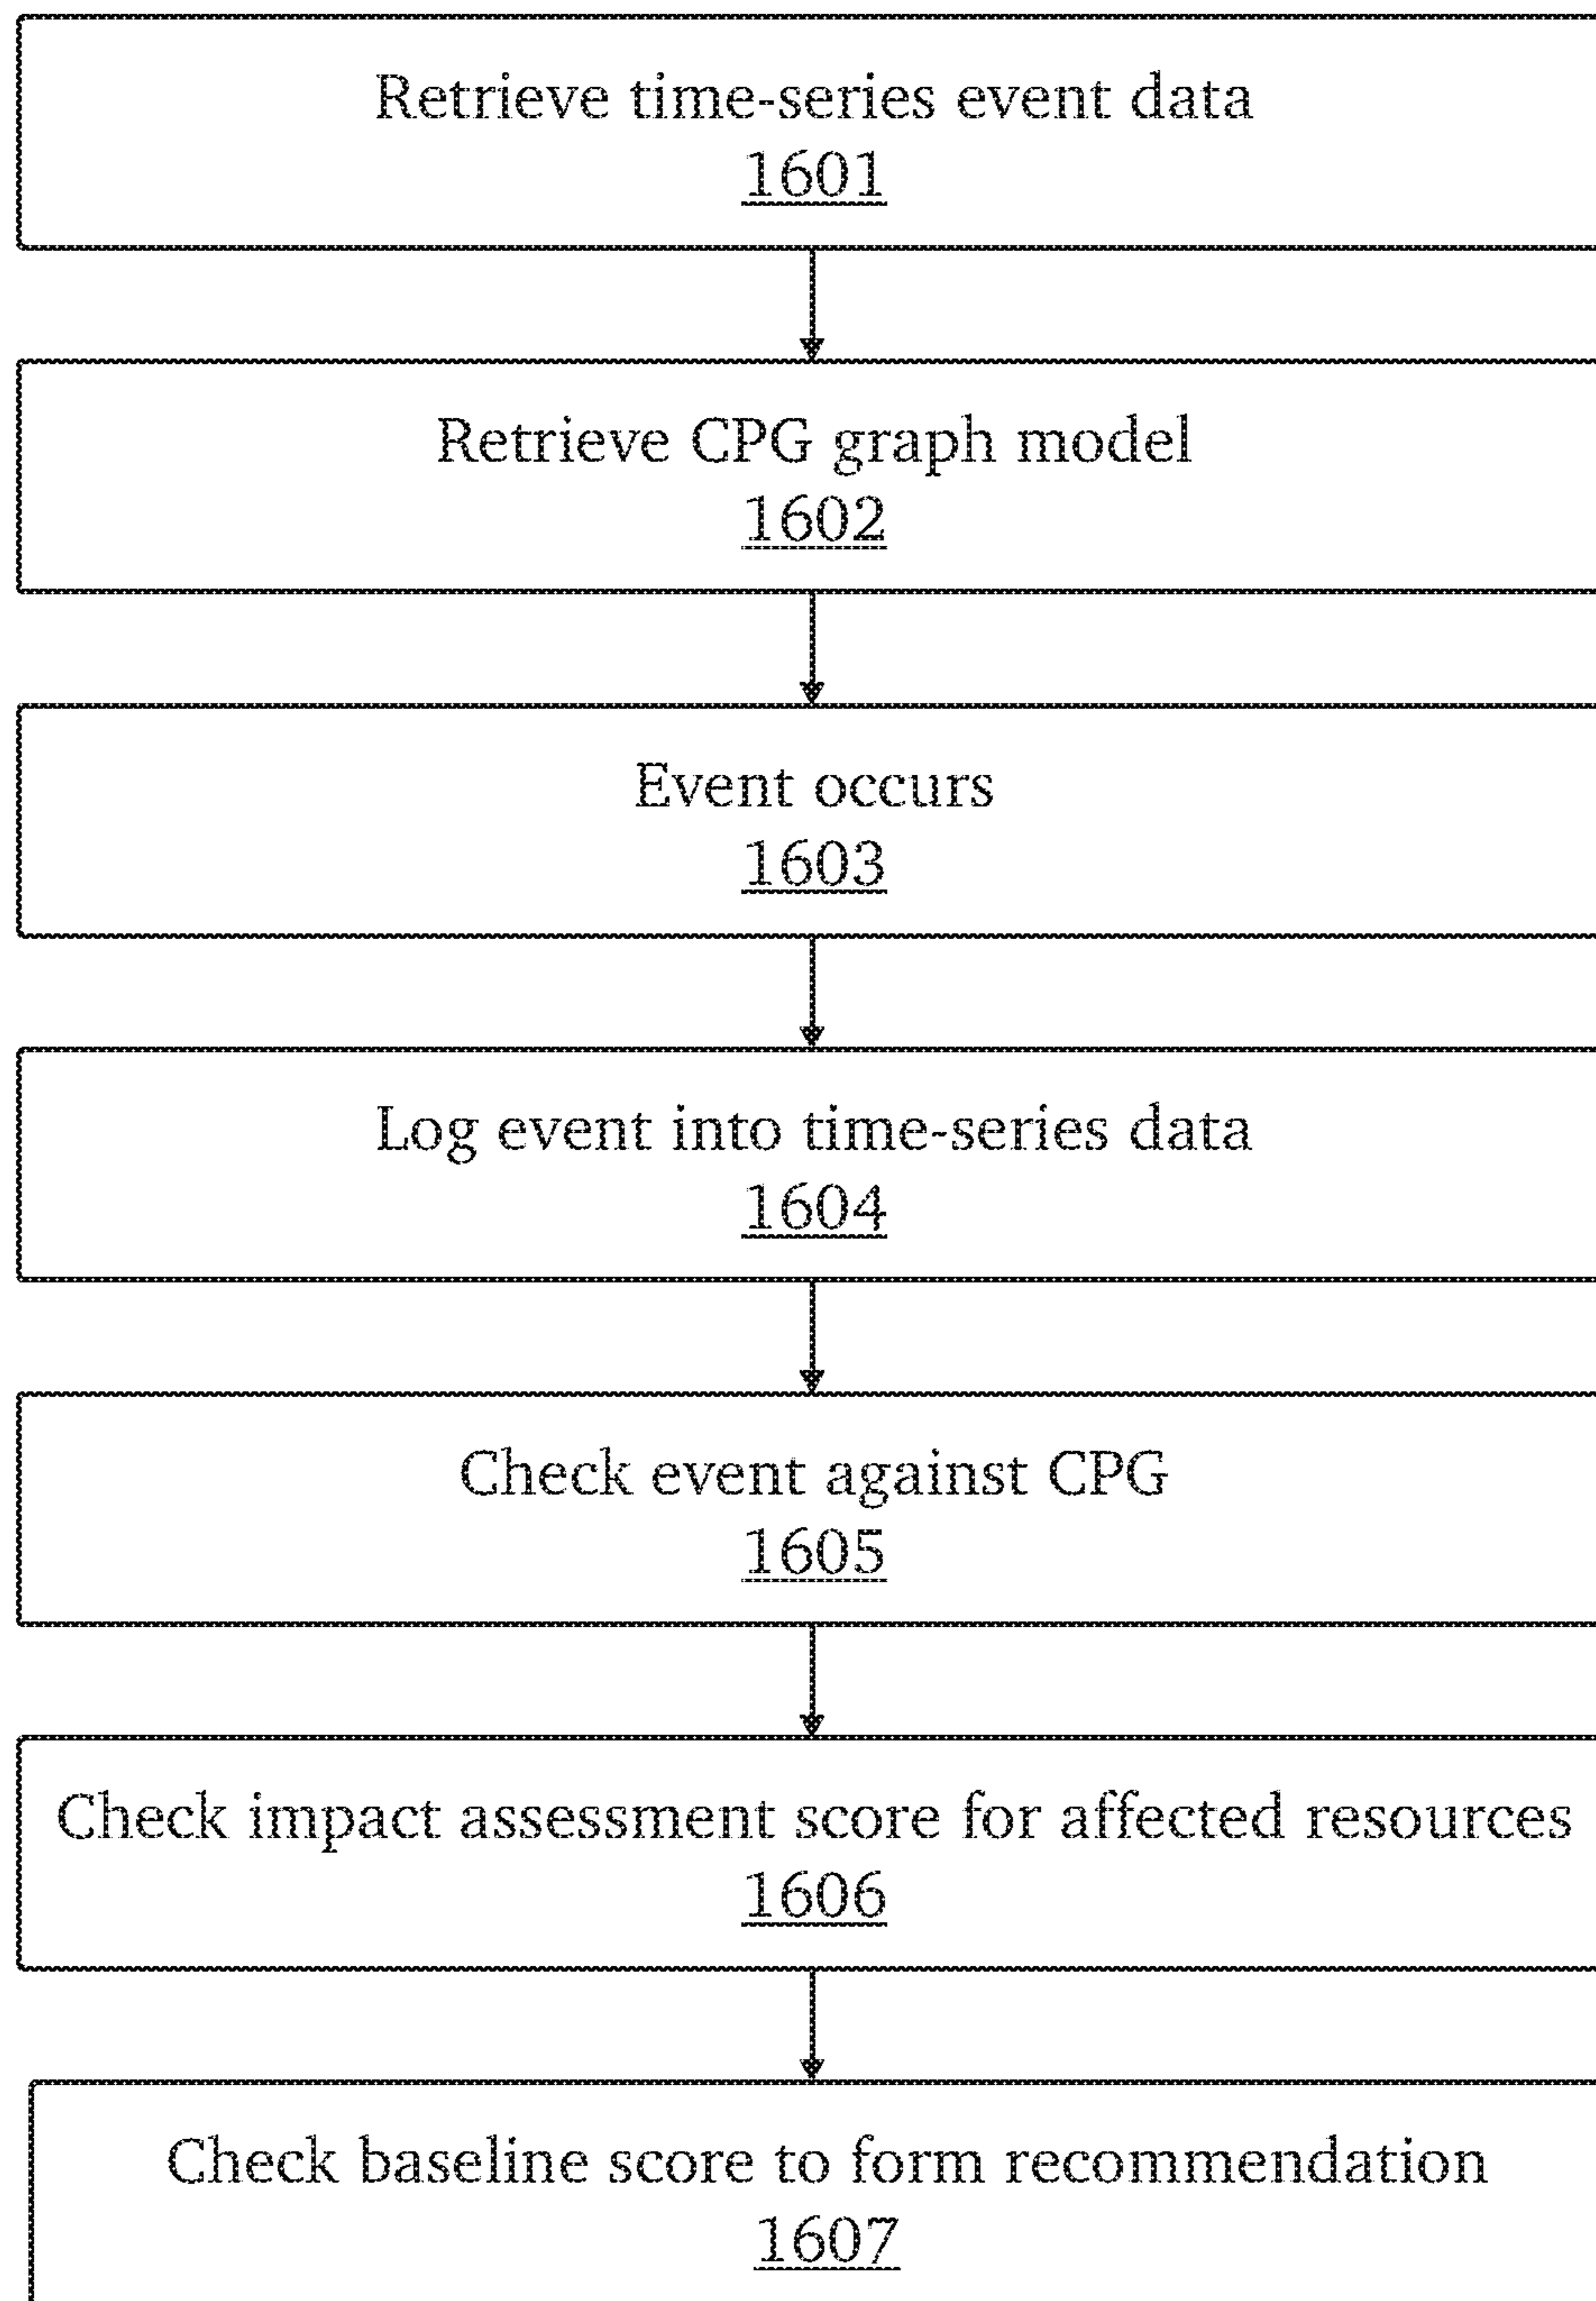 Retrieve time-series event data
1601
Retrieve CPG graph model
1602
Event occurs
1603
Log event into time-series data
1604
Check event against CPG
1605
Check impact assessment score for affected resources
1606
Check baseline score to form recommendation
1607